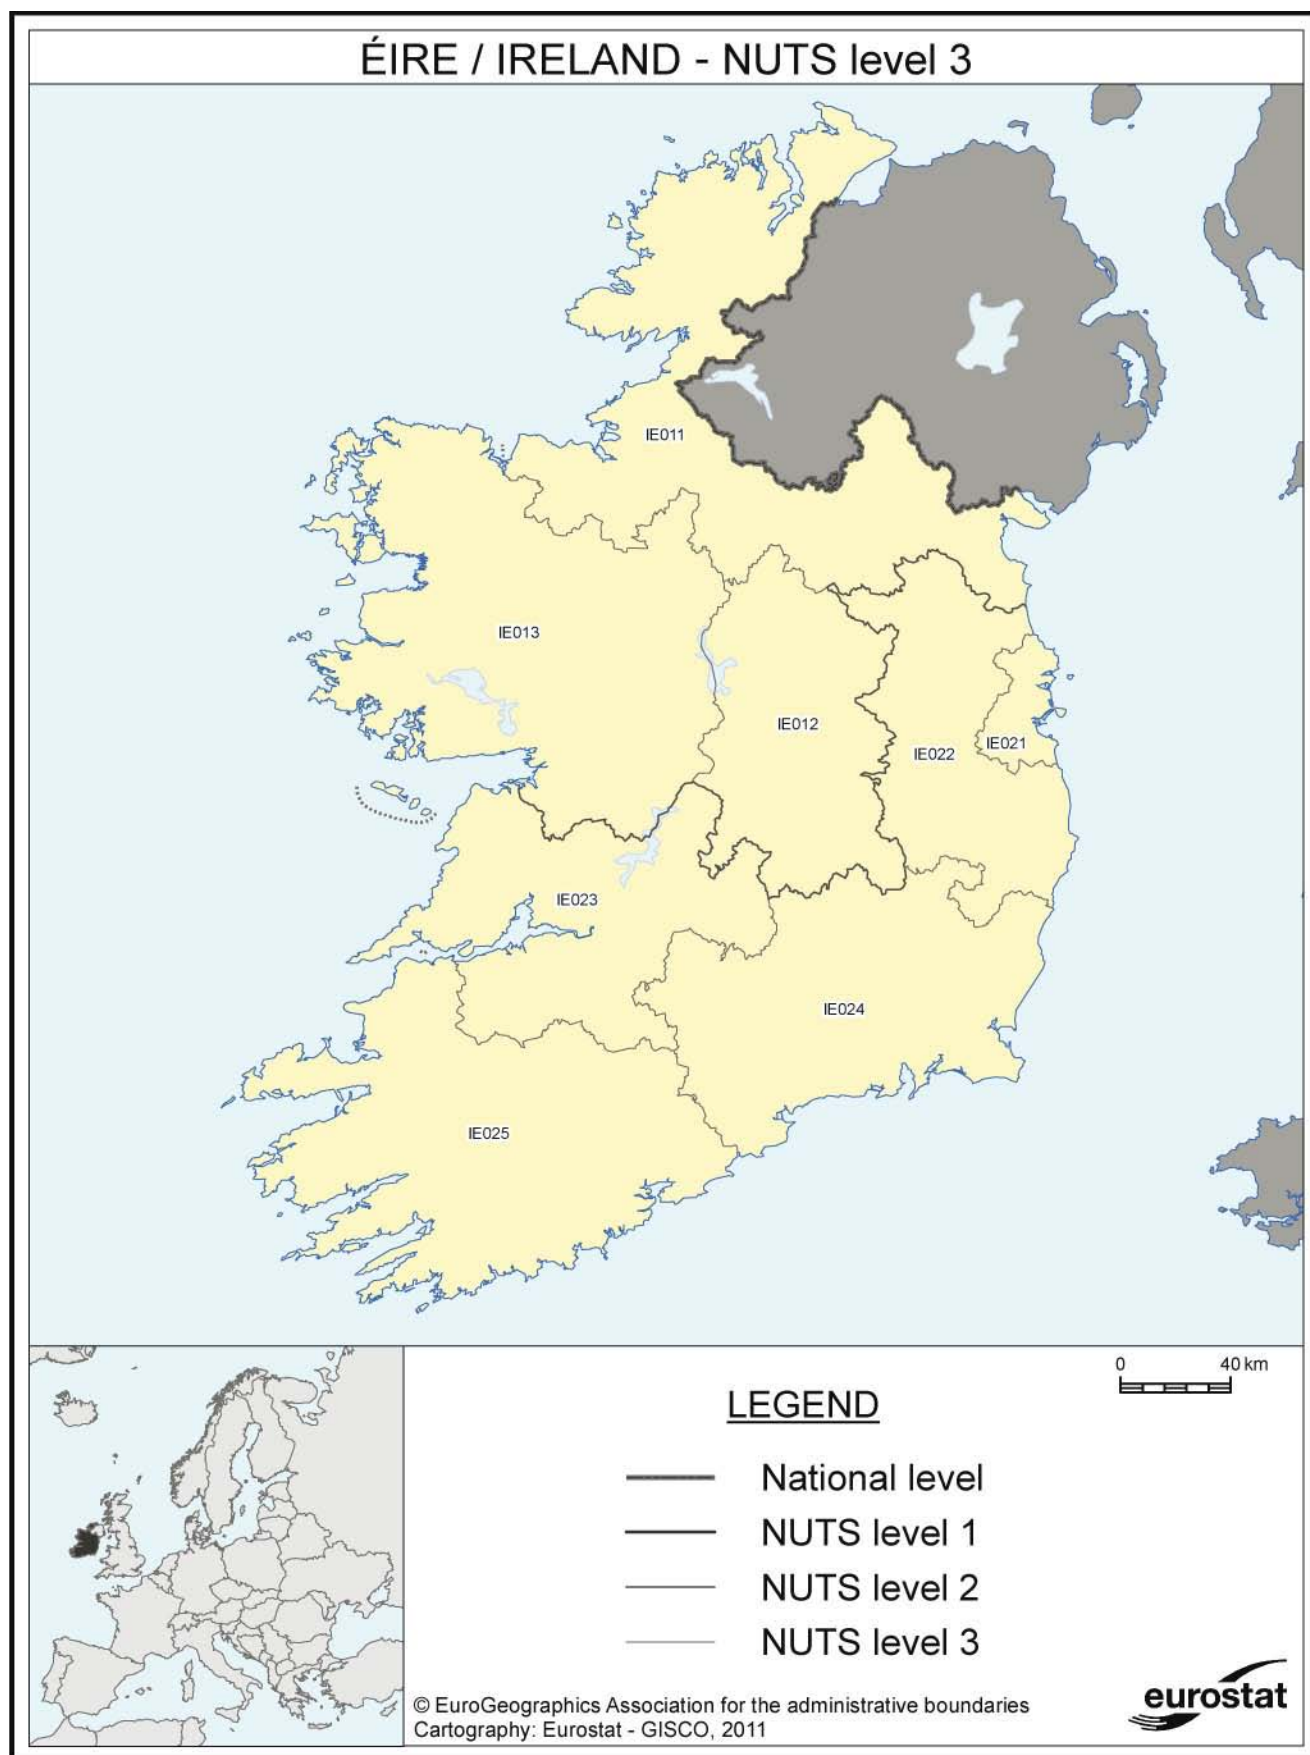 ÉIRE / IRELAND - NUTS level 3
IE011
IE013
IE012
IE022
IE021
IE023
IE024
IE025
0 40 km
LEGEND
National level
NUTS level 1
NUTS level 2
NUTS level 3
© EuroGeographics Association for the administrative boundaries
Cartography: Eurostat - GISCO, 2011
eurostat